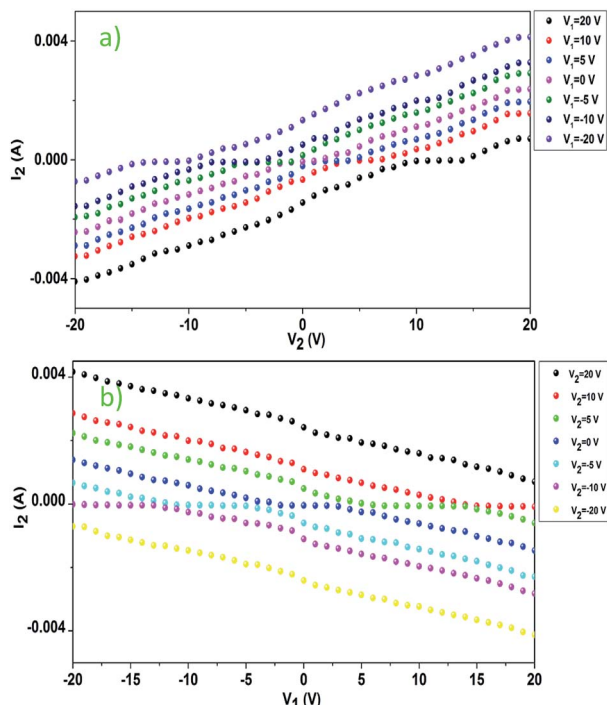 a)
V1=20 V
V1=10 V
V1=5 V
V1=0 V
V1=-5 V
V1=-10 V
V1=-20 V
0.004
0.000
-0.004
I2 (A)
-20 -10 0 10 20
V2 (V)
b)
V2=20 V
V2=10 V
V2=5 V
V2=0 V
V2=-5 V
V2=-10 V
V2=-20 V
0.004
0.000
-0.004
I2 (A)
-20 -15 -10 -5 0 5 10 15 20
V1 (V)